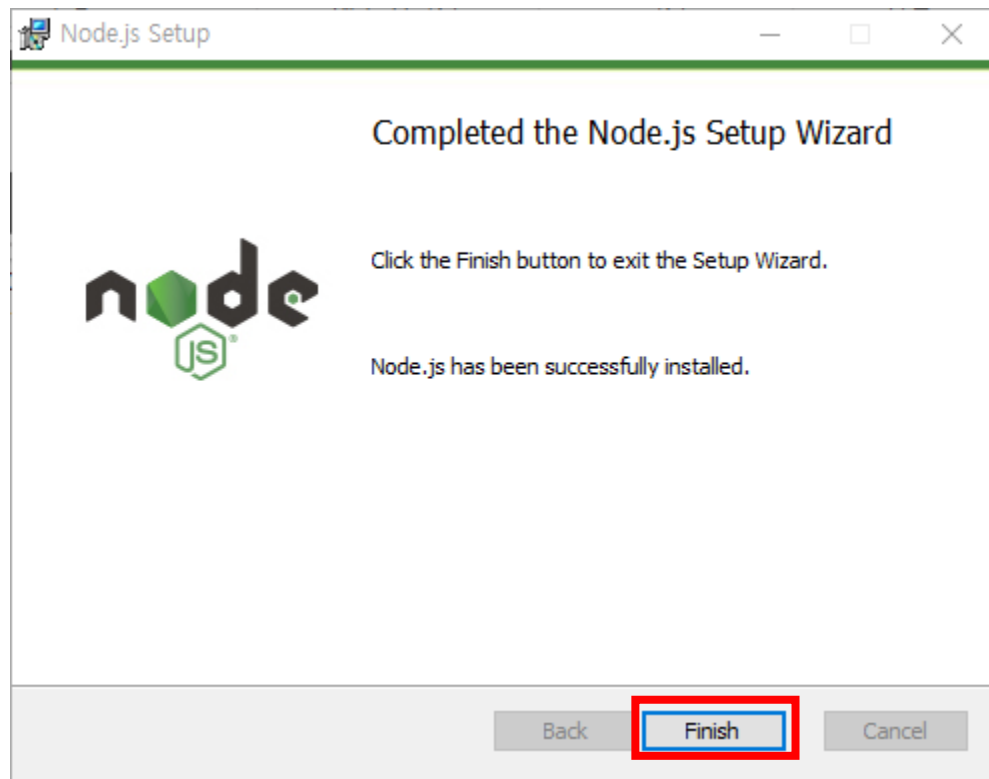 Node.js Setup
Completed the Node.js Setup Wizard
Click the Finish button to exit the Setup Wizard.
node
JS
Node.js has been successfully installed.
Back
Finish
Cancel